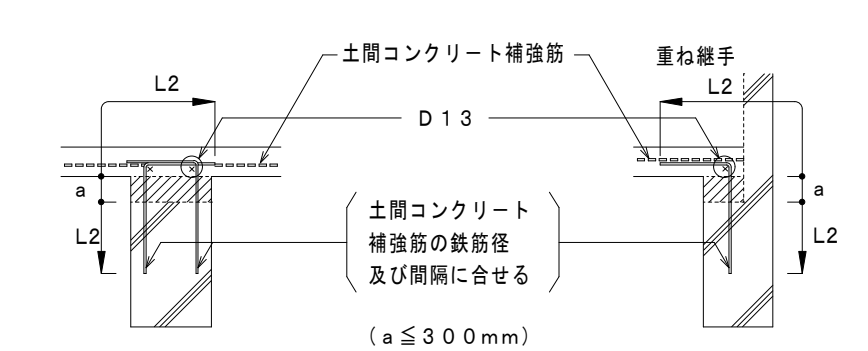 土間コンクリート補強筋
重ね継手
L2
L2
D13
a
a
土間コンクリート
補強筋の鉄筋径
及び間隔に合せる
L2
L2
(a≦300mm)